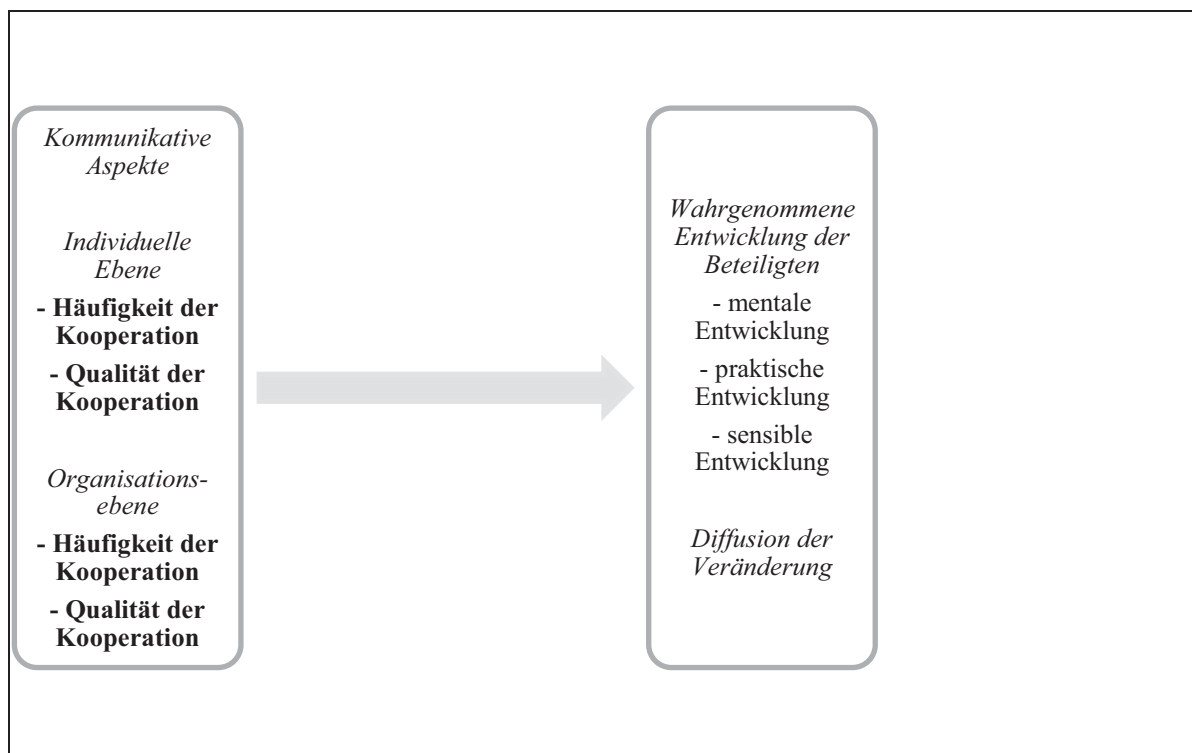 Kommunikative
Aspekte
Individuelle
Ebene
- Häufigkeit der
Kooperation
- Qualität der
Kooperation
Organisations-
ebene
- Häufigkeit der
Kooperation
- Qualität der
Kooperation
Wahrgenommene
Entwicklung der
Beteiligten
- mentale
Entwicklung
- praktische
Entwicklung
- sensible
Entwicklung
Diffusion der
Veränderung